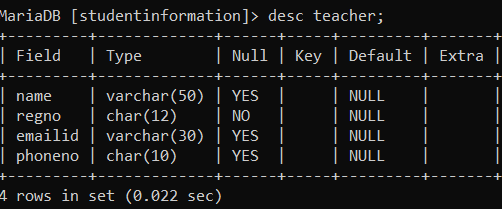 MariaDB [studentinformation]> desc teacher;
+---------+-------------+------+-----+---------+-------+
| Field   | Type        | Null | Key | Default | Extra |
+---------+-------------+------+-----+---------+-------+
| name    | varchar(50) | YES  |     | NULL    |       |
| regno   | char(12)    | NO   |     | NULL    |       |
| emailid | varchar(30) | YES  |     | NULL    |       |
| phoneno | char(10)    | YES  |     | NULL    |       |
+---------+-------------+------+-----+---------+-------+
4 rows in set (0.022 sec)